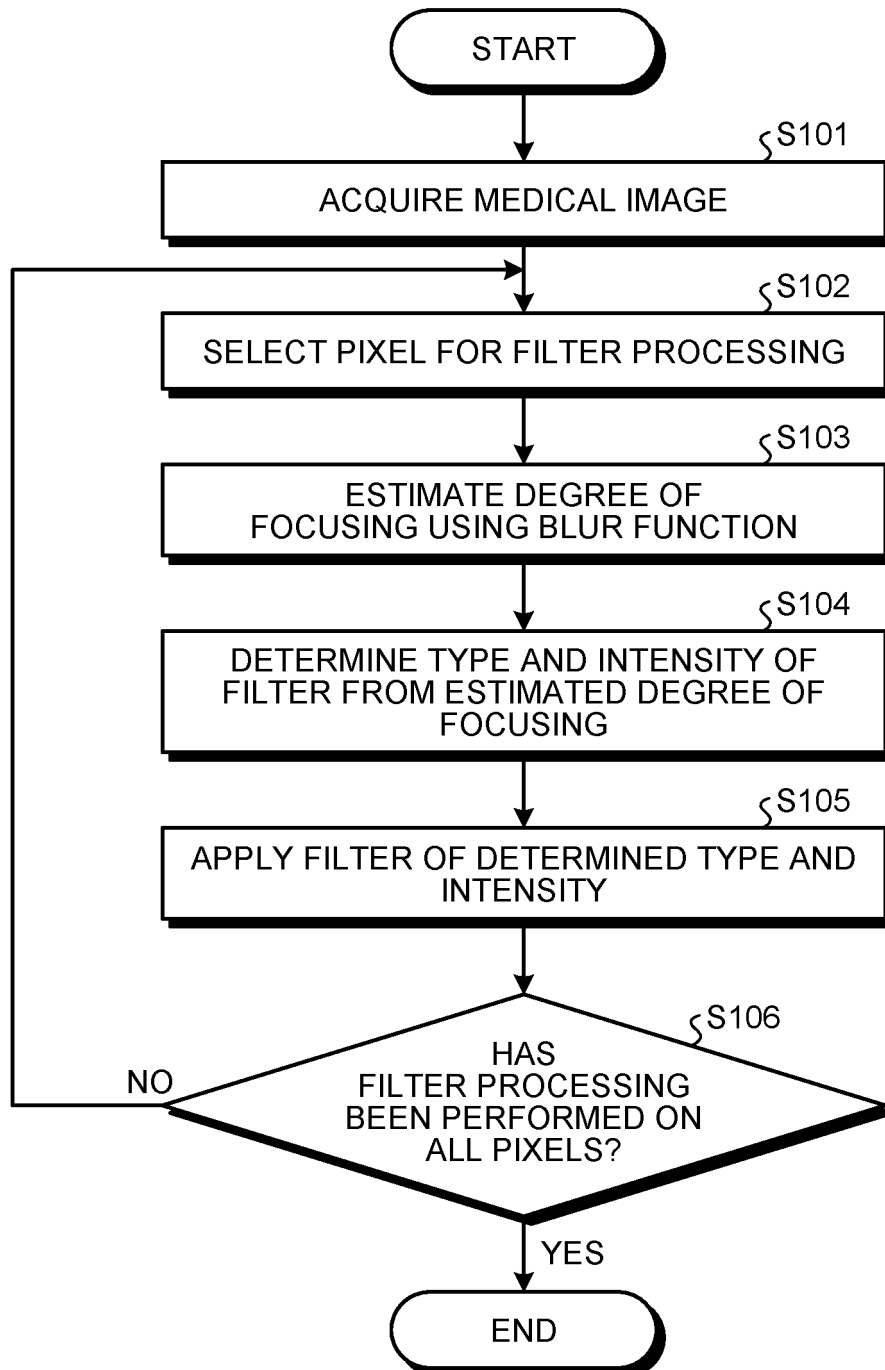 START
S101
ACQUIRE MEDICAL IMAGE
S102
SELECT PIXEL FOR FILTER PROCESSING
S103
ESTIMATE DEGREE OF
FOCUSING USING BLUR FUNCTION
S104
DETERMINE TYPE AND INTENSITY OF
FILTER FROM ESTIMATED DEGREE OF
FOCUSING
S105
APPLY FILTER OF DETERMINED TYPE AND
INTENSITY
S106
HAS
FILTER PROCESSING
BEEN PERFORMED ON
ALL PIXELS?
NO
YES
END